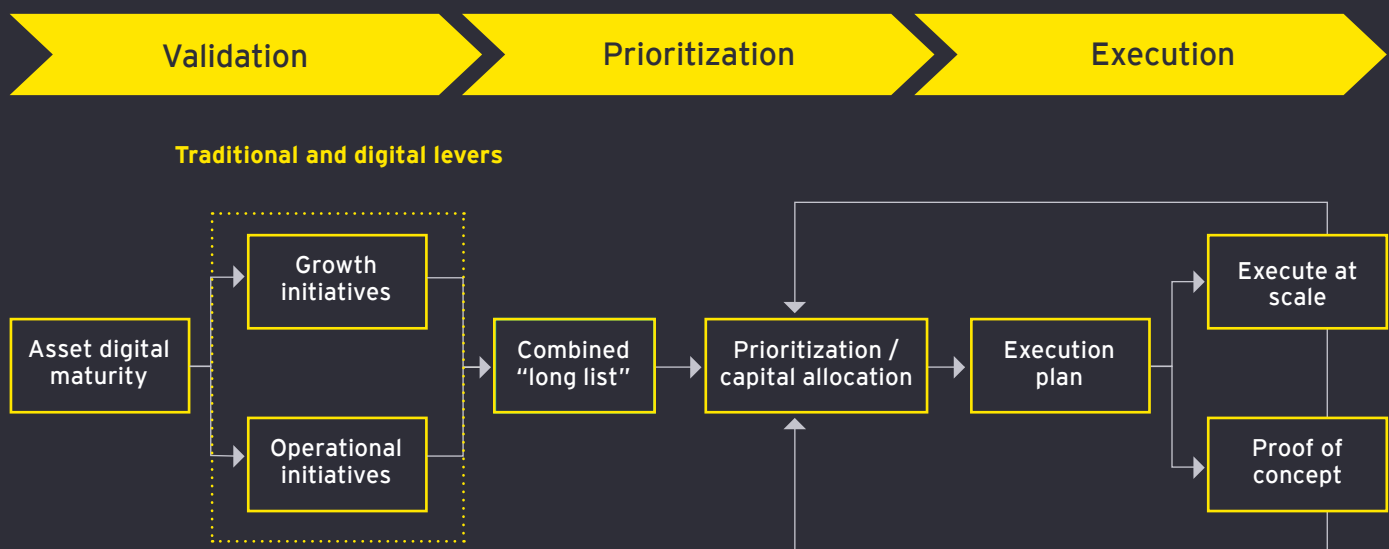 Validation
Prioritization
Execution
Traditional and digital levers
Asset digital
maturity
Growth
initiatives
Operational
initiatives
Combined
“long list”
Prioritization /
capital allocation
Execution
plan
Execute at
scale
Proof of
concept